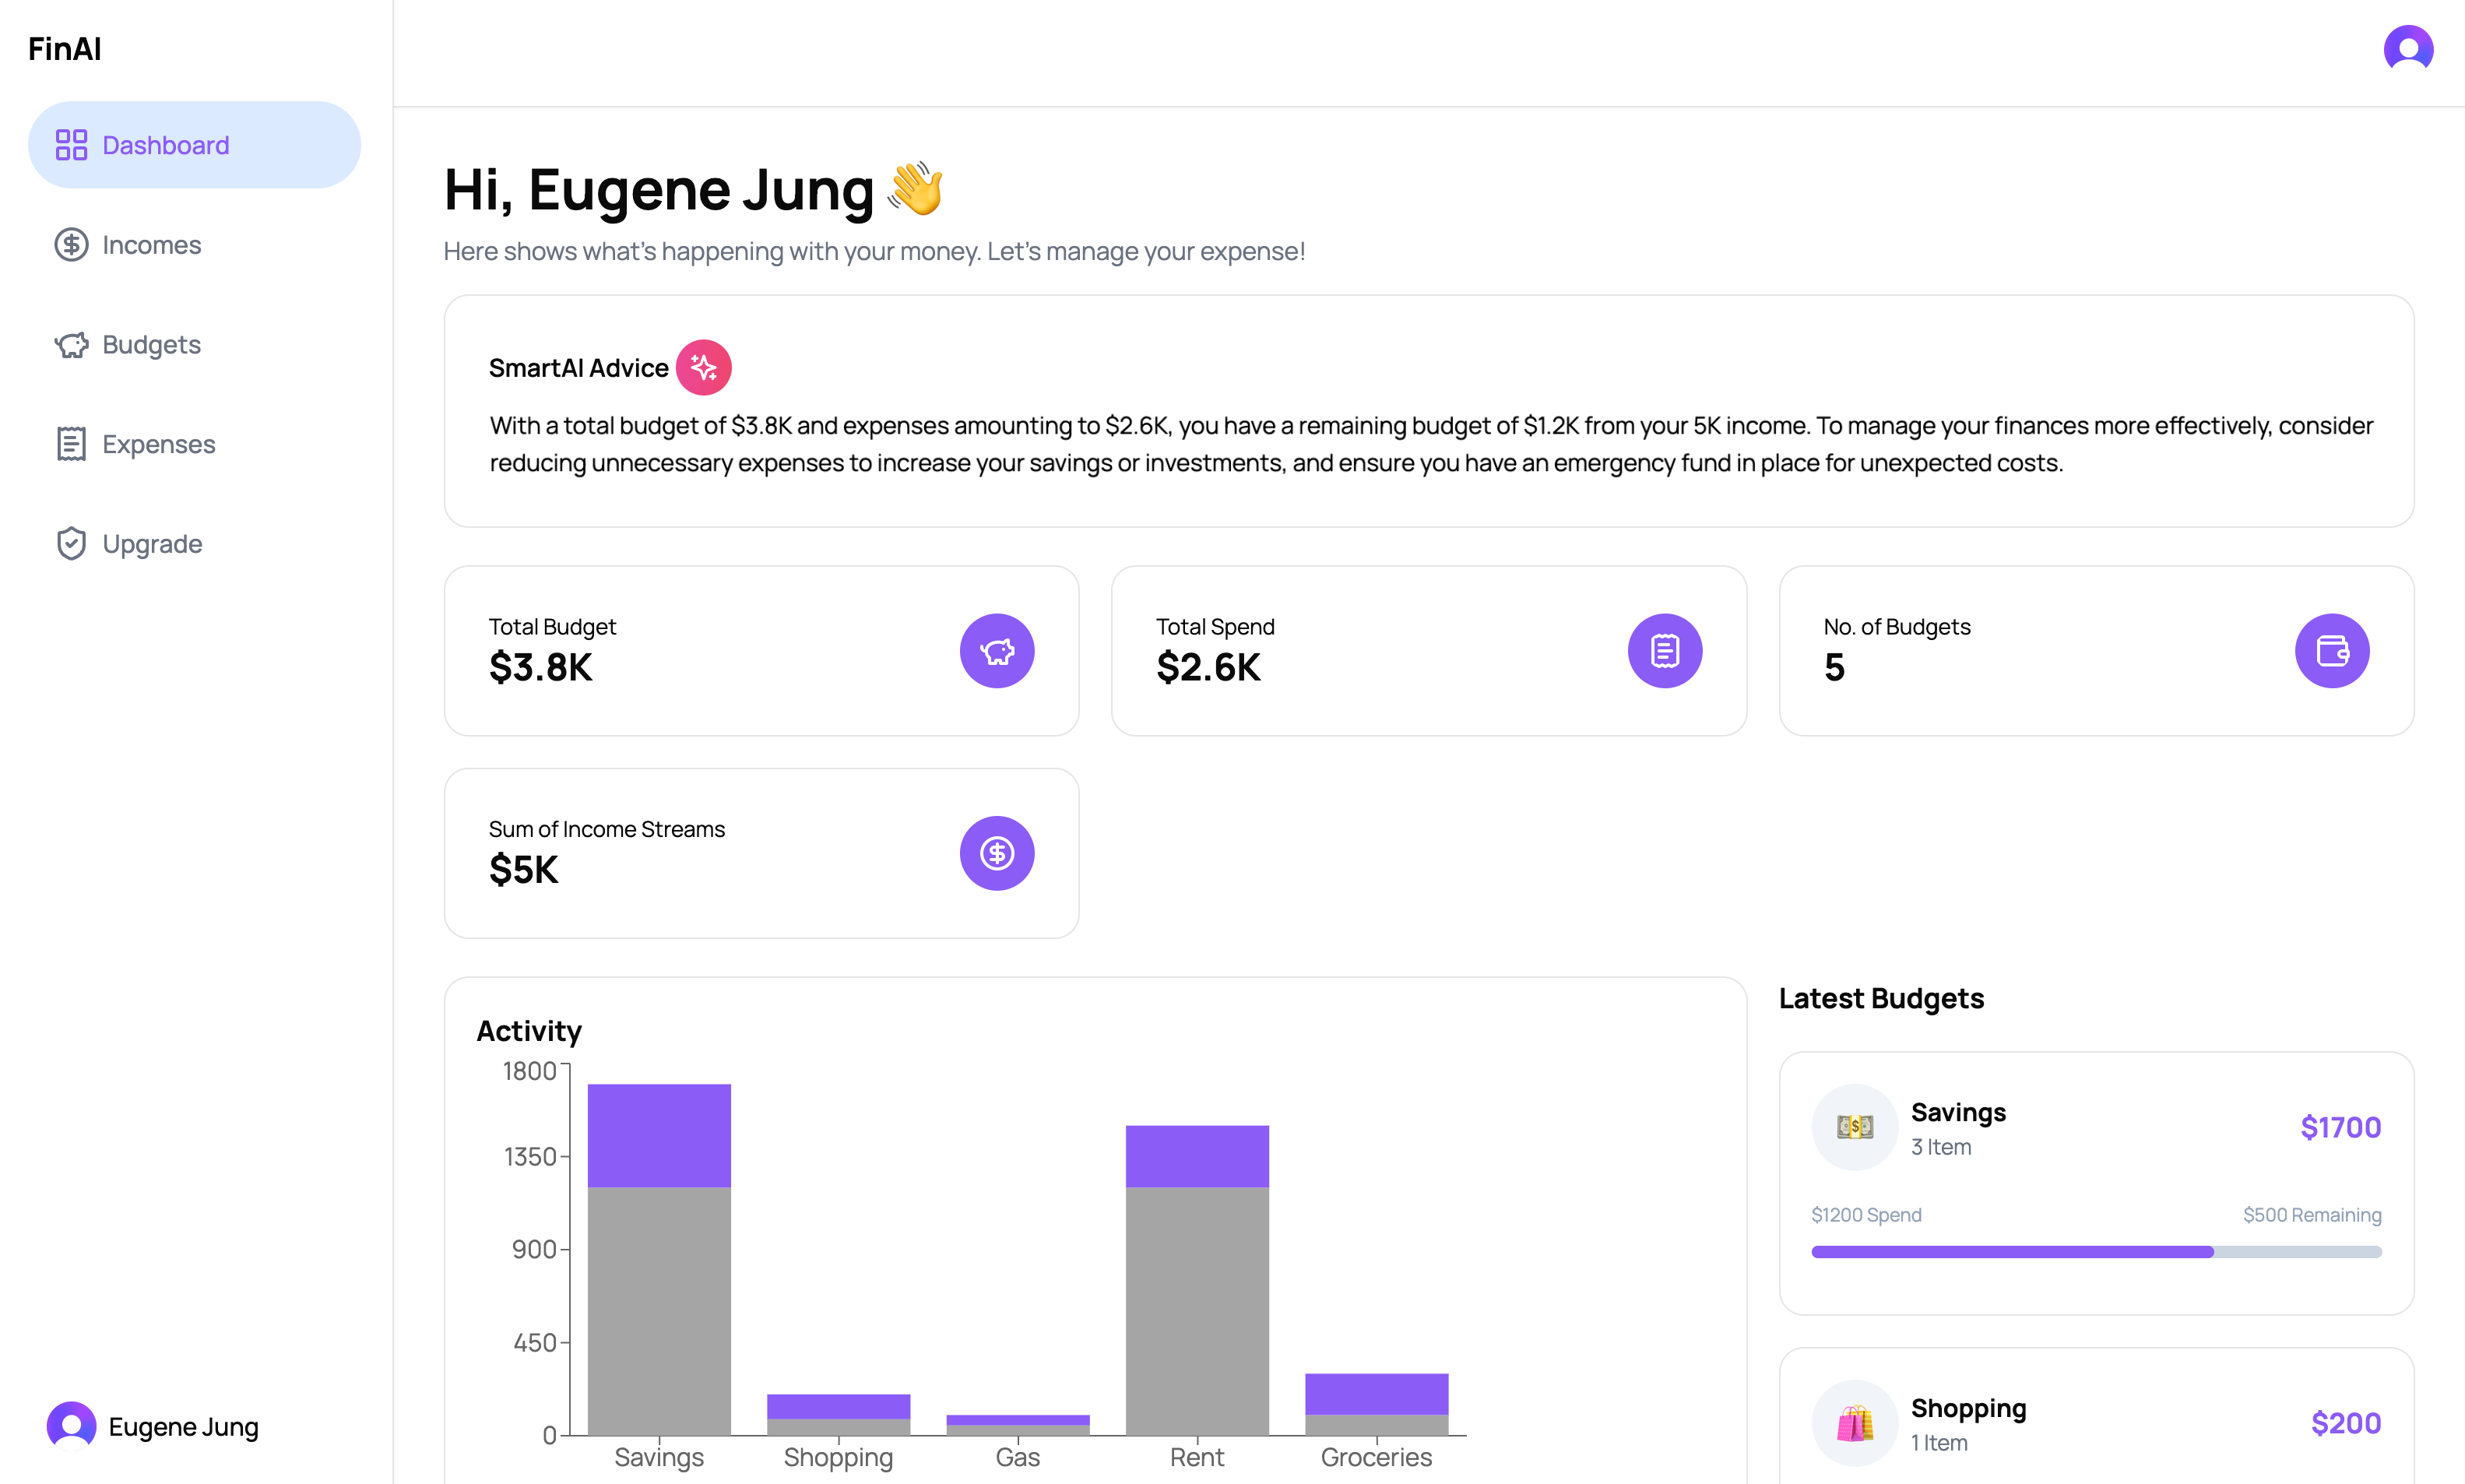 FinAI
Dashboard
Incomes
Budgets
Expenses
Upgrade
Eugene Jung
Hi, Eugene Jung 👋
Here shows what's happening with your money. Let's manage your expense!
SmartAI Advice
With a total budget of $3.8K and expenses amounting to $2.6K, you have a remaining budget of $1.2K from your 5K income. To manage your finances more effectively, consider
reducing unnecessary expenses to increase your savings or investments, and ensure you have an emergency fund in place for unexpected costs.
Total Budget
$3.8K
Total Spend
$2.6K
No. of Budgets
5
Sum of Income Streams
$5K
Activity
1800
1350
900
450
0
Savings Shopping Gas Rent Groceries
Latest Budgets
Savings
3 Item
$1700
$1200 Spend
$500 Remaining
Shopping
1 Item
$200